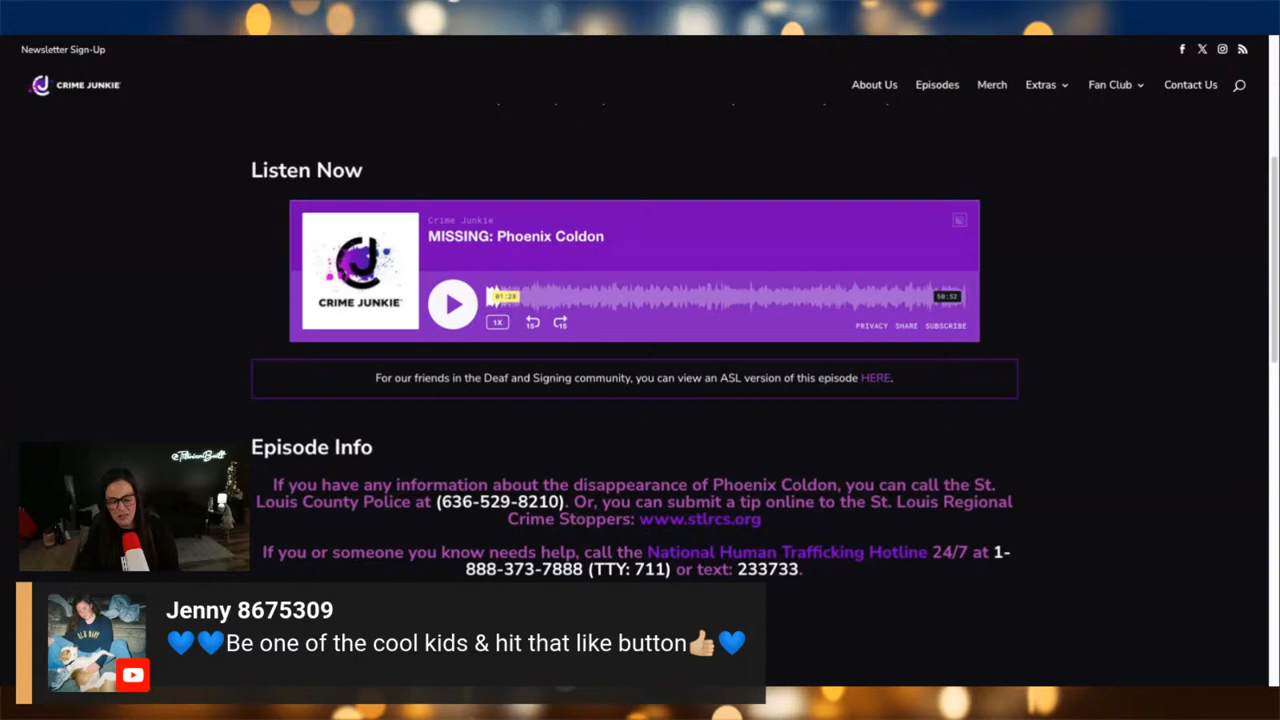 Newsletter Sign-Up
CRIME JUNKIE
About Us Episodes Merch Extras Fan Club Contact Us
Listen Now
Crime Junkie
MISSING: Phoenix Coldon
CRIME JUNKIE
01:28
50:52
1X 15 15
PRIVACY SHARE SUBSCRIBE
For our friends in the Deaf and Signing community, you can view an ASL version of this episode HERE.
Episode Info
If you have any information about the disappearance of Phoenix Coldon, you can call the St.
Louis County Police at (636-529-8210). Or, you can submit a tip online to the St. Louis Regional
Crime Stoppers: www.stlrcs.org
If you or someone you know needs help, call the National Human Trafficking Hotline 24/7 at 1-
888-373-7888 (TTY: 711) or text: 233733.
Jenny 8675309
💙💙Be one of the cool kids & hit that like button👍🏼💙